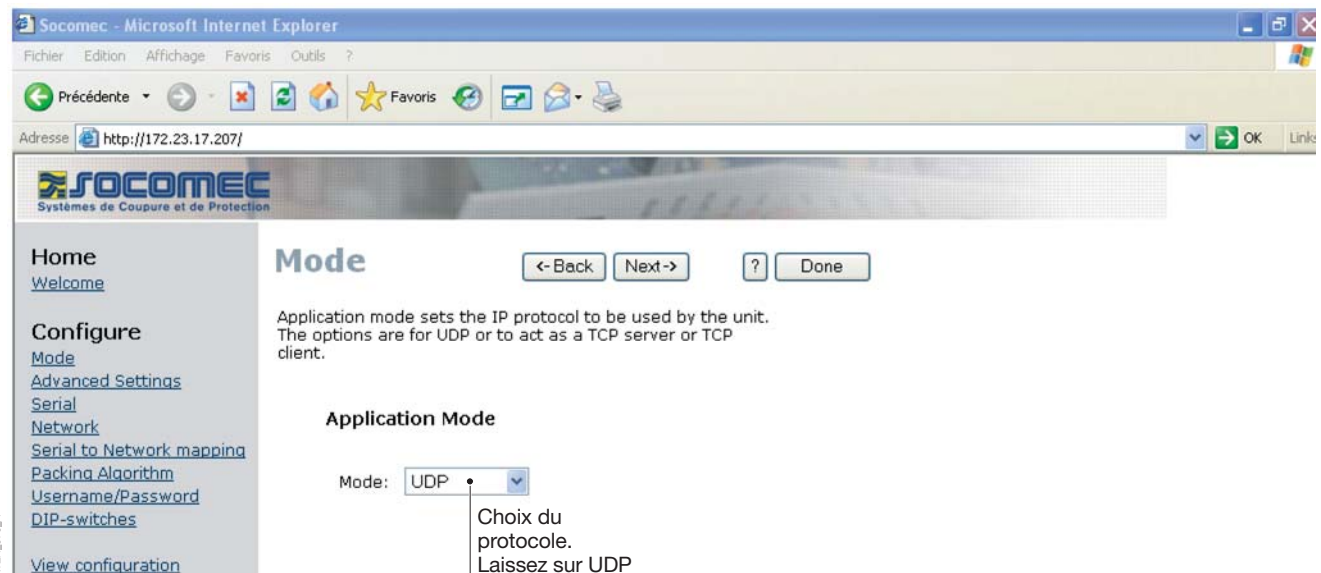 Socomec - Microsoft Internet Explorer
Fichier Edition Affichage Favoris Outils ?
Précédente Favoris
Adresse http://172.23.17.207/ OK Links
socomec
Systèmes de Coupure et de Protection
Home
Welcome
Configure
Mode
Advanced Settings
Serial
Network
Serial to Network mapping
Packing Algorithm
Username/Password
DIP-switches
View configuration
Mode
<-Back Next-> ? Done
Application mode sets the IP protocol to be used by the unit.
The options are for UDP or to act as a TCP server or TCP
client.
Application Mode
Mode: UDP
Choix du
protocole.
Laissez sur UDP